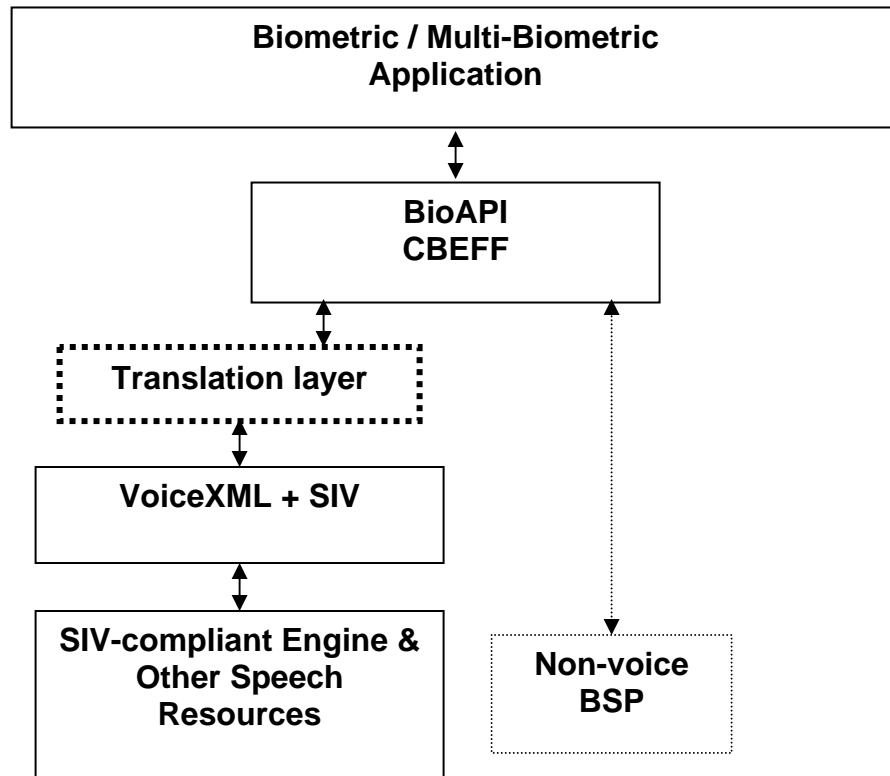 Biometric / Multi-Biometric
Application
BioAPI
CBEFF
Translation layer
VoiceXML + SIV
SIV-compliant Engine &
Other Speech
Resources
Non-voice
BSP